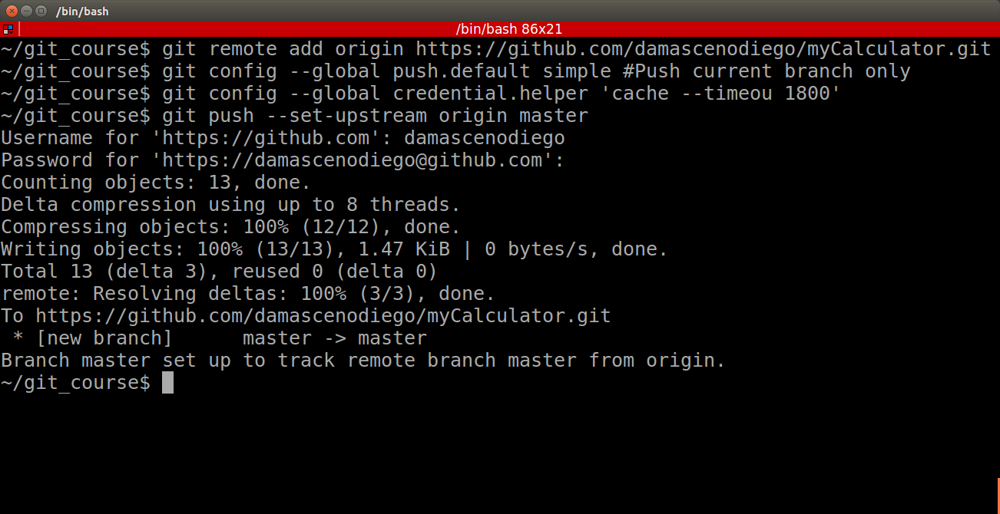 /bin/bash
/bin/bash 86x21
~/git_course$ git remote add origin https://github.com/damascenodiego/myCalculator.git
~/git_course$ git config --global push.default simple #Push current branch only
~/git_course$ git config --global credential.helper 'cache --timeou 1800'
~/git_course$ git push --set-upstream origin master
Username for 'https://github.com': damascenodiego
Password for 'https://damascenodiego@github.com':
Counting objects: 13, done.
Delta compression using up to 8 threads.
Compressing objects: 100% (12/12), done.
Writing objects: 100% (13/13), 1.47 KiB | 0 bytes/s, done.
Total 13 (delta 3), reused 0 (delta 0)
remote: Resolving deltas: 100% (3/3), done.
To https://github.com/damascenodiego/myCalculator.git
 * [new branch]      master -> master
Branch master set up to track remote branch master from origin.
~/git_course$